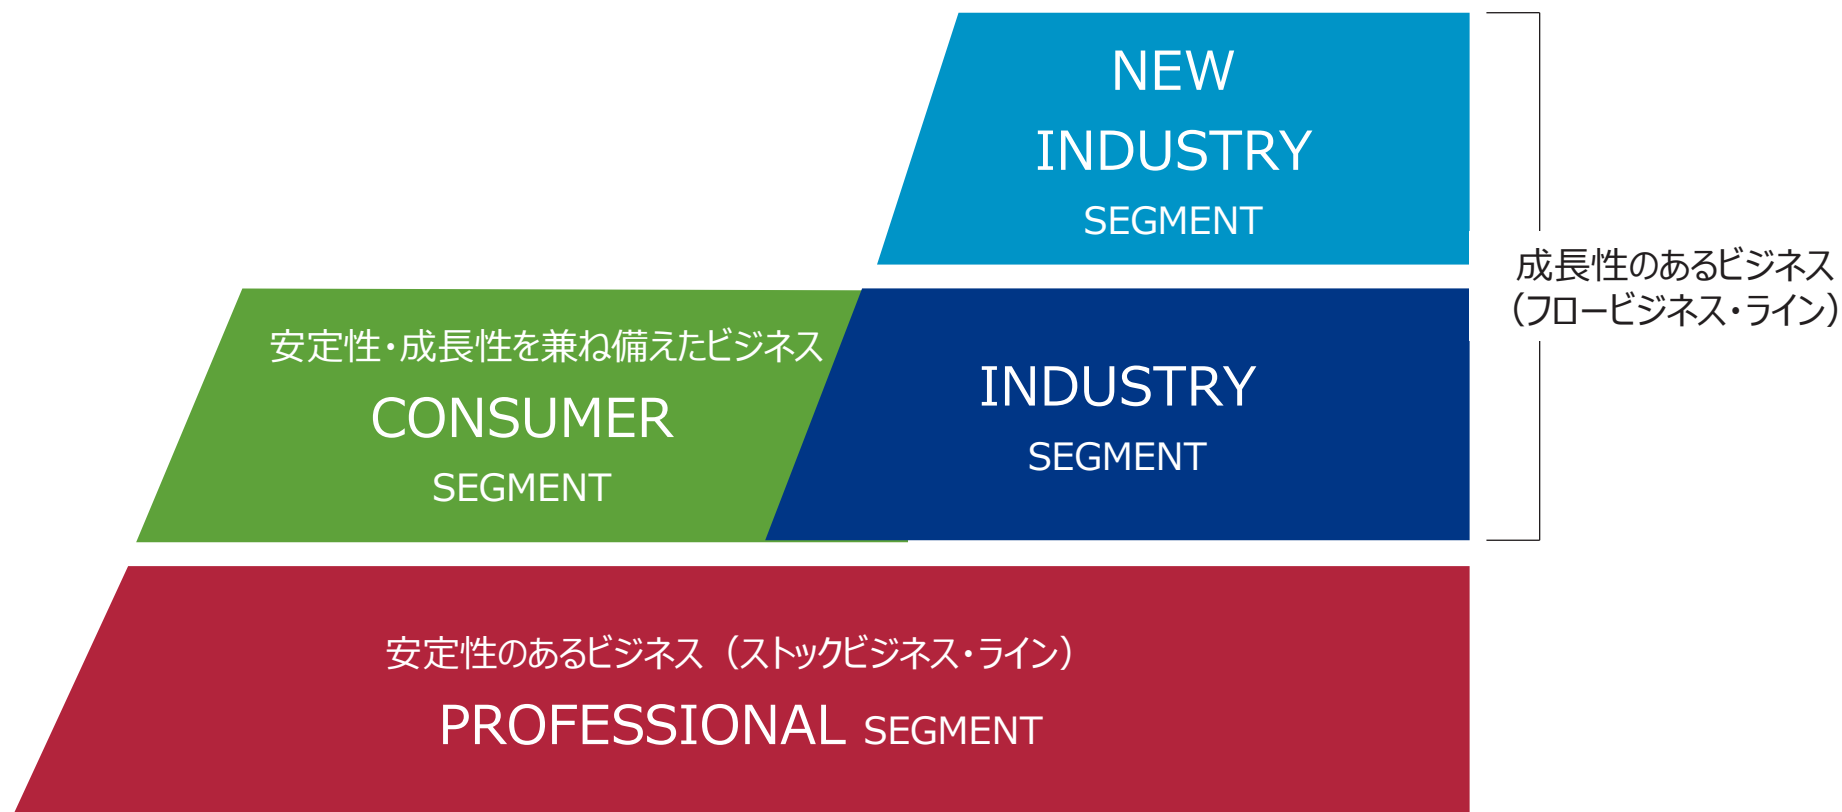 NEW
INDUSTRY
SEGMENT
成長性のあるビジネス
（フロービジネス・ライン）
安定性・成長性を兼ね備えたビジネス
CONSUMER
SEGMENT
INDUSTRY
SEGMENT
安定性のあるビジネス（ストックビジネス・ライン）
PROFESSIONAL SEGMENT